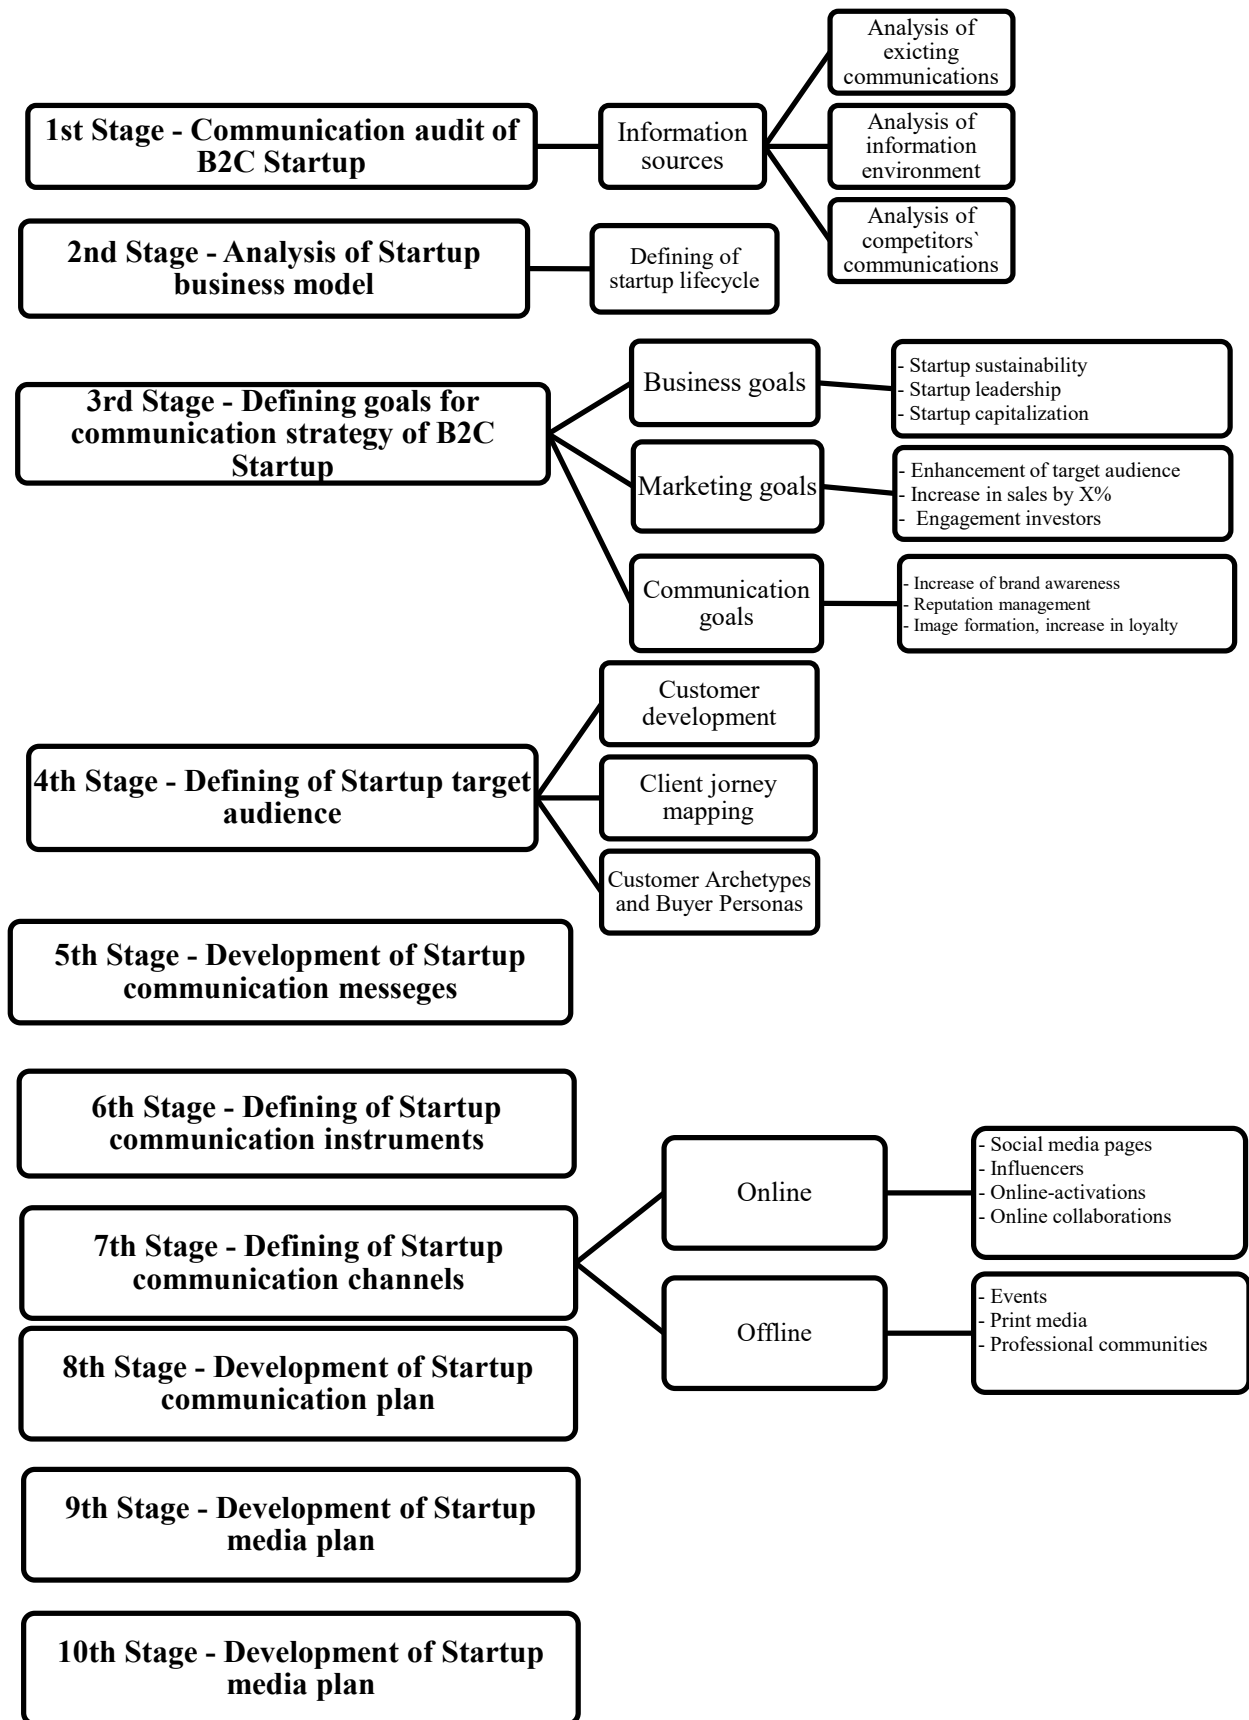 1st Stage - Communication audit of
B2C Startup
Information
sources
Analysis of
exicting
communications
Analysis of
information
environment
Analysis of
competitors`
communications
2nd Stage - Analysis of Startup
business model
Defining of
startup lifecycle
3rd Stage - Defining goals for
communication strategy of B2C
Startup
Business goals
- Startup sustainability
- Startup leadership
- Startup capitalization
Marketing goals
- Enhancement of target audience
- Increase in sales by X%
- Engagement investors
Communication
goals
- Increase of brand awareness
- Reputation management
- Image formation, increase in loyalty
4th Stage - Defining of Startup target
audience
Customer
development
Client jorney
mapping
Customer Archetypes
and Buyer Personas
5th Stage - Development of Startup
communication messeges
6th Stage - Defining of Startup
communication instruments
7th Stage - Defining of Startup
communication channels
Online
- Social media pages
- Influencers
- Online-activations
- Online collaborations
Offline
- Events
- Print media
- Professional communities
8th Stage - Development of Startup
communication plan
9th Stage - Development of Startup
media plan
10th Stage - Development of Startup
media plan